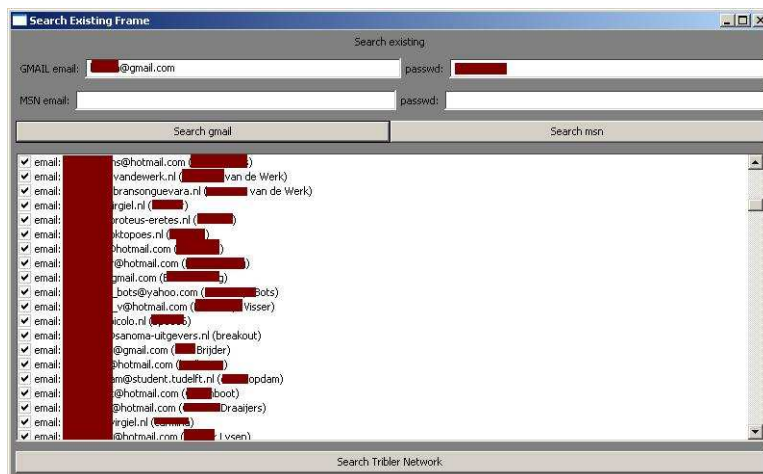 Search Existing Frame
Search existing
GMAIL email: @gmail.com passwd:
MSN email: passwd:
Search gmail Search msn
email: ns@hotmail.com ( )
email: vandewerk.nl ( van de Werk)
email: bransonguevara.nl ( van de Werk)
email: irgiel.nl ( )
email: proteus-eretes.nl ( )
email: oktopoes.nl ( )
email: @hotmail.com ( )
email: r@hotmail.com ( )
email: gmail.com ( g)
email: _bots@yahoo.com ( Bots)
email: _v@hotmail.com ( Visser)
email: icolo.nl ( )
email: @sanoma-uitgevers.nl (breakout)
email: @gmail.com ( Brijder)
email: @hotmail.com ( )
email: am@student.tudelft.nl ( opdam)
email: @hotmail.com ( boot)
email: @hotmail.com ( Draaijers)
email: virgiel.nl ( )
email: @hotmail.com ( Lysen)
Search Tribler Network